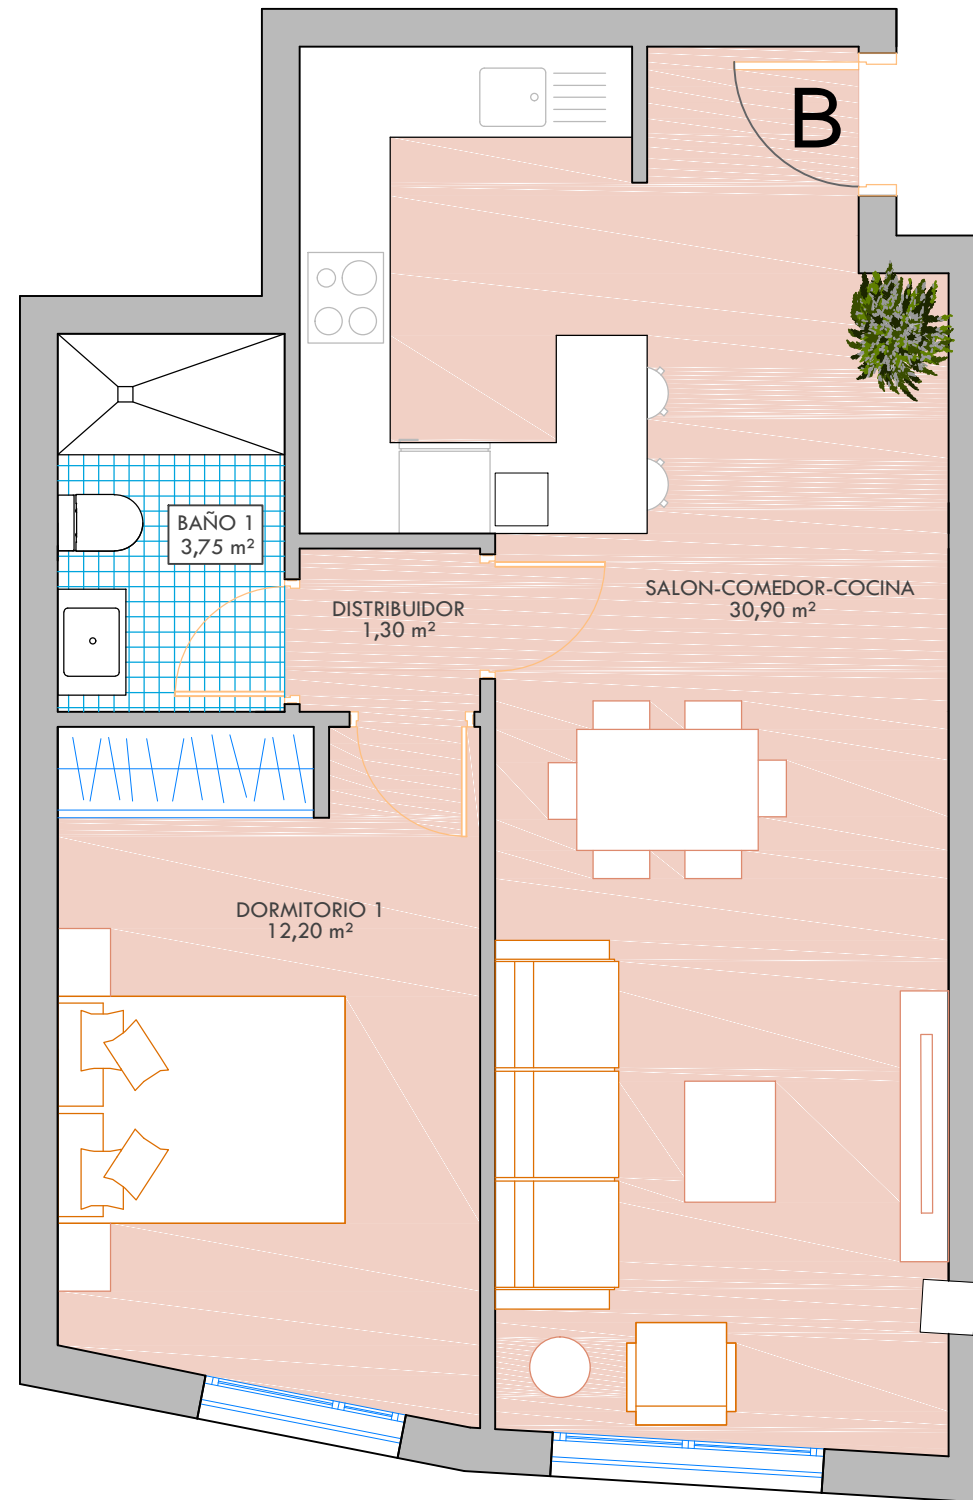 B
BAÑO 1
3,75 m²
DISTRIBUIDOR
1,30 m²
SALON-COMEDOR-COCINA
30,90 m²
DORMITORIO 1
12,20 m²